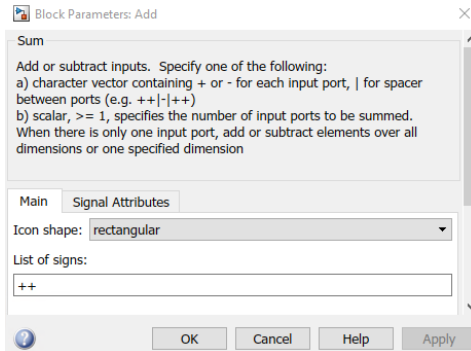 Block Parameters: Add
Sum
Add or subtract inputs. Specify one of the following:
a) character vector containing + or - for each input port, | for spacer
between ports (e.g. ++|-|++)
b) scalar, >= 1, specifies the number of input ports to be summed.
When there is only one input port, add or subtract elements over all
dimensions or one specified dimension
Main Signal Attributes
Icon shape: rectangular
List of signs:
++
OK Cancel Help Apply